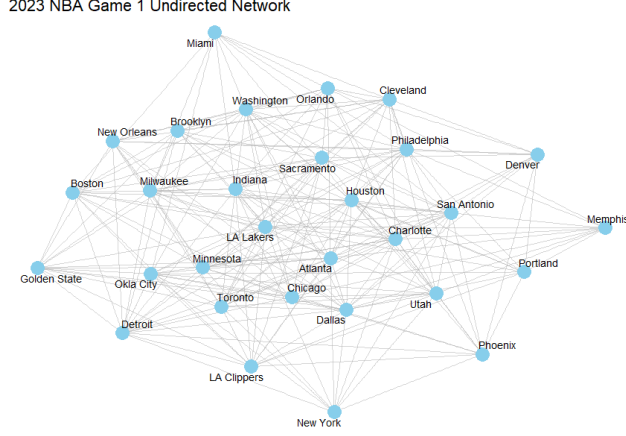 2023 NBA Game 1 Undirected Network
Miami
Cleveland
Washington
Orlando
Brooklyn
New Orleans
Philadelphia
Denver
Sacramento
Boston
Milwaukee
Indiana
Houston
San Antonio
Memphis
LA Lakers
Charlotte
Minnesota
Atlanta
Portland
Golden State
Okla City
Chicago
Toronto
Utah
Dallas
Detroit
Phoenix
LA Clippers
New York